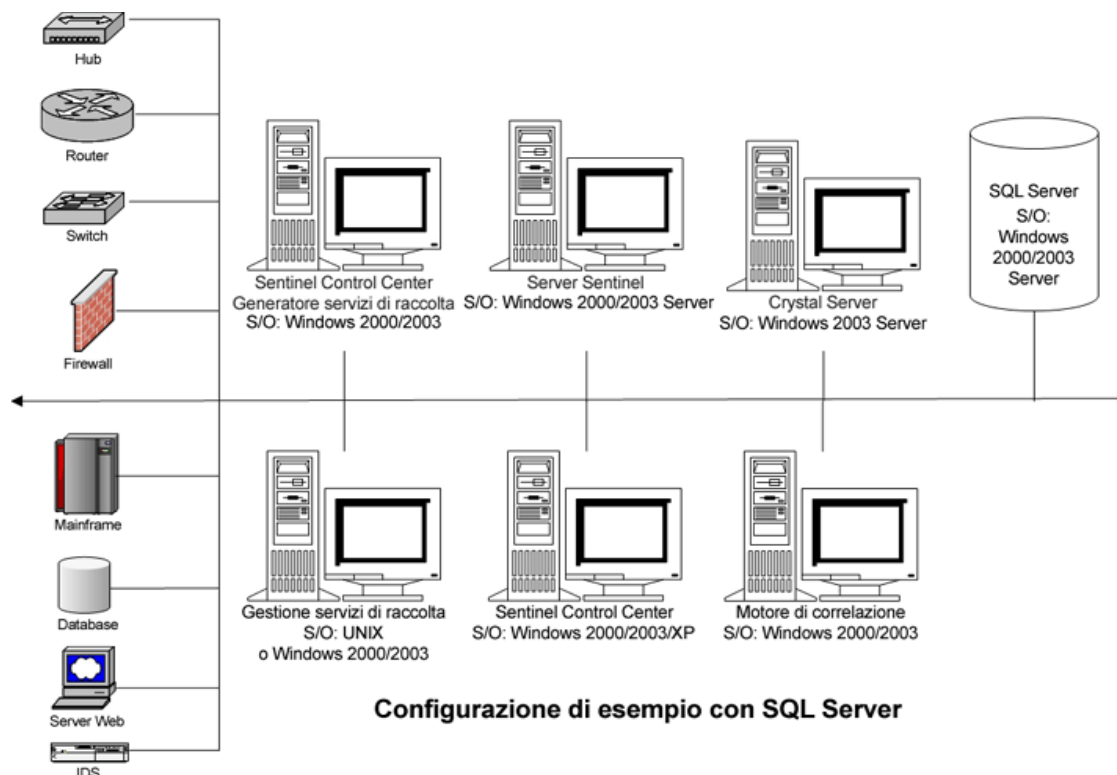 Hub
Router
Switch
Firewall
Mainframe
Database
Server Web
IDS
Sentinel Control Center
Generatore servizi di raccolta
S/O: Windows 2000/2003
Server Sentinel
S/O: Windows 2000/2003 Server
Crystal Server
S/O: Windows 2003 Server
SQL Server
S/O:
Windows
2000/2003
Server
Gestione servizi di raccolta
S/O: UNIX
o Windows 2000/2003
Sentinel Control Center
S/O: Windows 2000/2003/XP
Motore di correlazione
S/O: Windows 2000/2003
Configurazione di esempio con SQL Server